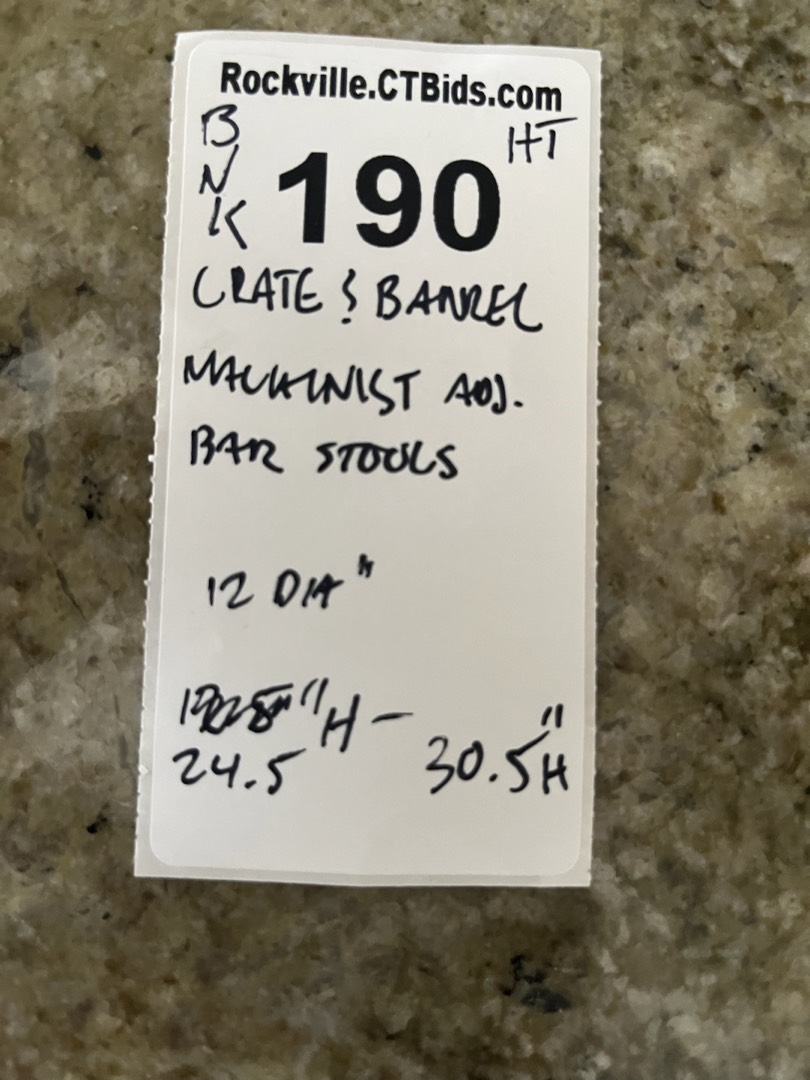 Rockville.CTBids.com
B
N
K
190
HT
CRATE & BARREL
MACHINIST ADJ.
BAR STOOLS
12 DIA "
"H -
24.5
30.5"H